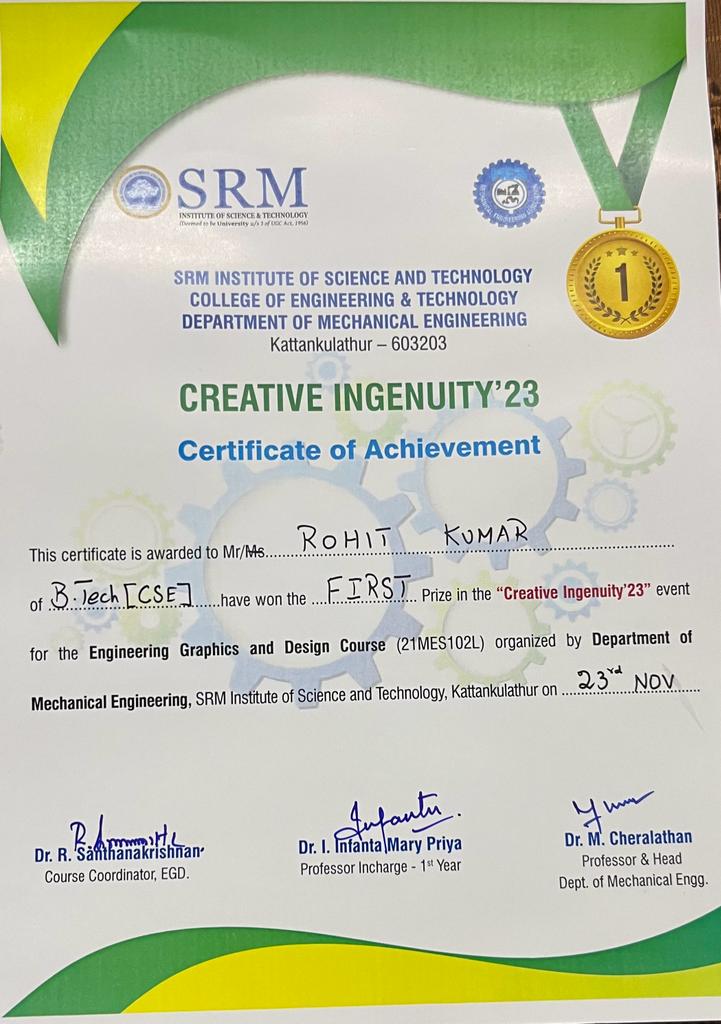 SRM
INSTITUTE OF SCIENCE & TECHNOLOGY
(Deemed to be University u/s 3 of UGC Act, 1956)
1
SRM INSTITUTE OF SCIENCE AND TECHNOLOGY
COLLEGE OF ENGINEERING & TECHNOLOGY
DEPARTMENT OF MECHANICAL ENGINEERING
Kattankulathur – 603203
CREATIVE INGENUITY'23
Certificate of Achievement
This certificate is awarded to Mr/Ms. ROHIT KUMAR
of B.Tech [CSE] have won the FIRST Prize in the "Creative Ingenuity'23" event
for the Engineering Graphics and Design Course (21MES102L) organized by Department of
Mechanical Engineering, SRM Institute of Science and Technology, Kattankulathur on 23rd NOV
Infantu.
Dr. R. Santhanakrishnan
Course Coordinator, EGD.
Dr. I. Infanta Mary Priya
Professor Incharge - 1st Year
Dr. M. Cheralathan
Professor & Head
Dept. of Mechanical Engg.